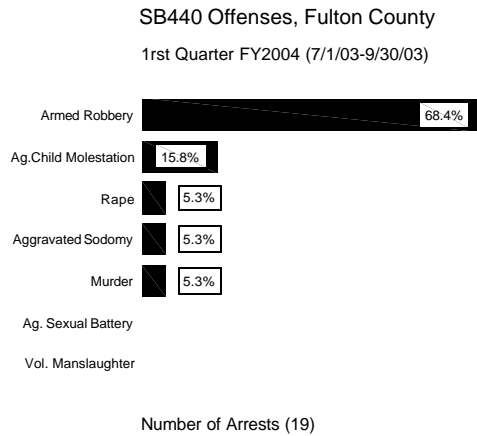 SB440 Offenses, Fulton County
1rst Quarter FY2004 (7/1/03-9/30/03)
Armed Robbery 68.4%
Ag.Child Molestation 15.8%
Rape 5.3%
Aggravated Sodomy 5.3%
Murder 5.3%
Ag. Sexual Battery
Vol. Manslaughter
Number of Arrests (19)